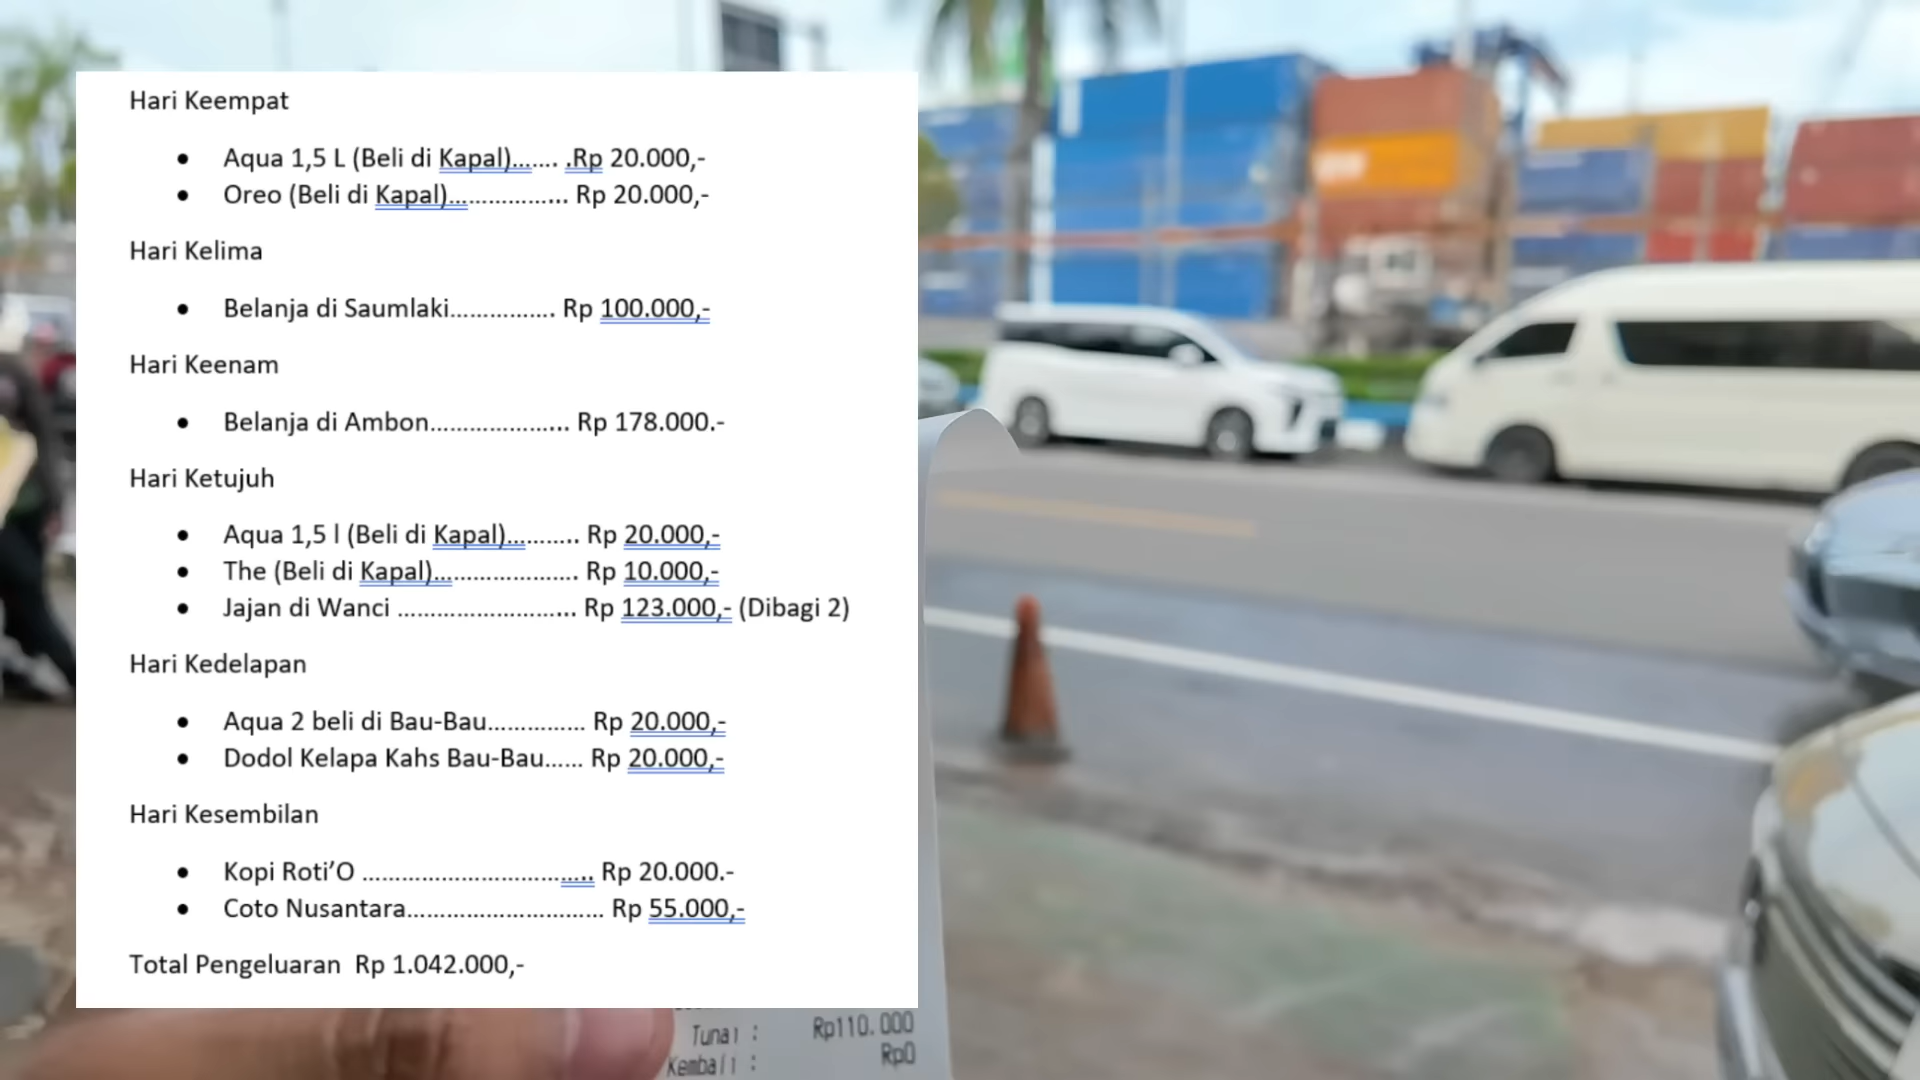 Hari Keempat
• Aqua 1,5 L (Beli di Kapal)....... .Rp 20.000,-
• Oreo (Beli di Kapal)................... Rp 20.000,-
Hari Kelima
• Belanja di Saumlaki................ Rp 100.000,-
Hari Keenam
• Belanja di Ambon..................... Rp 178.000.-
Hari Ketujuh
• Aqua 1,5 l (Beli di Kapal)........... Rp 20.000,-
• The (Beli di Kapal)...................... Rp 10.000,-
• Jajan di Wanci ........................... Rp 123.000,- (Dibagi 2)
Hari Kedelapan
• Aqua 2 beli di Bau-Bau............... Rp 20.000,-
• Dodol Kelapa Kahs Bau-Bau...... Rp 20.000,-
Hari Kesembilan
• Kopi Roti’O ................................... Rp 20.000.-
• Coto Nusantara.............................. Rp 55.000,-
Total Pengeluaran Rp 1.042.000,-
Tunai : Rp110.000
Kembali : Rp0